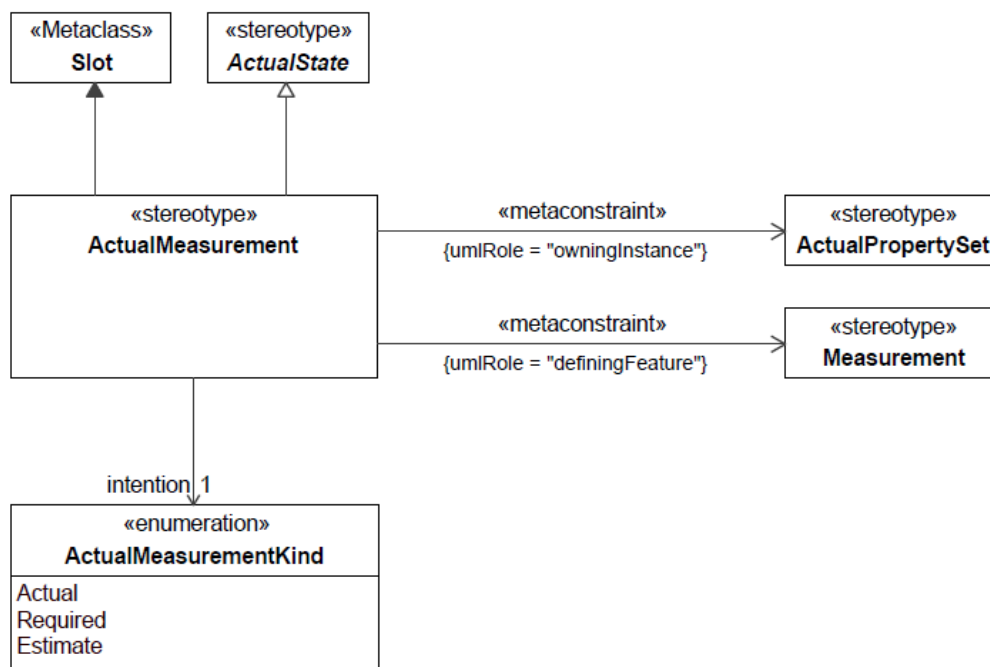 «Metaclass»
Slot
«stereotype»
ActualState
«stereotype»
ActualMeasurement
«metaconstraint»
{umlRole = "owningInstance"}
«stereotype»
ActualPropertySet
«metaconstraint»
{umlRole = "definingFeature"}
«stereotype»
Measurement
intention 1
«enumeration»
ActualMeasurementKind
Actual
Required
Estimate